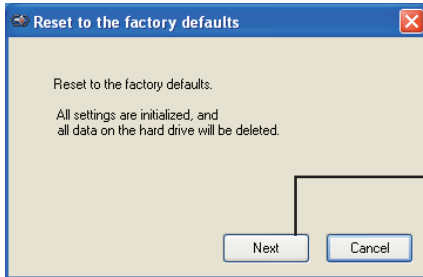 Reset to the factory defaults
Reset to the factory defaults.
All settings are initialized, and
all data on the hard drive will be deleted.
Next Cancel